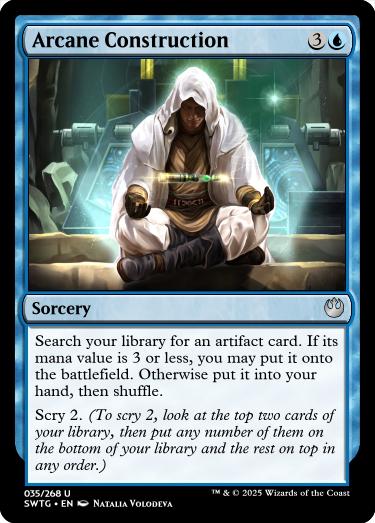 Arcane Construction 3
Sorcery
Search your library for an artifact card. If its
mana value is 3 or less, you may put it onto
the battlefield. Otherwise put it into your
hand, then shuffle.
Scry 2. (To scry 2, look at the top two cards of
your library, then put any number of them on
the bottom of your library and the rest on top in
any order.)
035/268 U
SWTG • EN NATALIA VOLODEVA
™ & © 2025 Wizards of the Coast